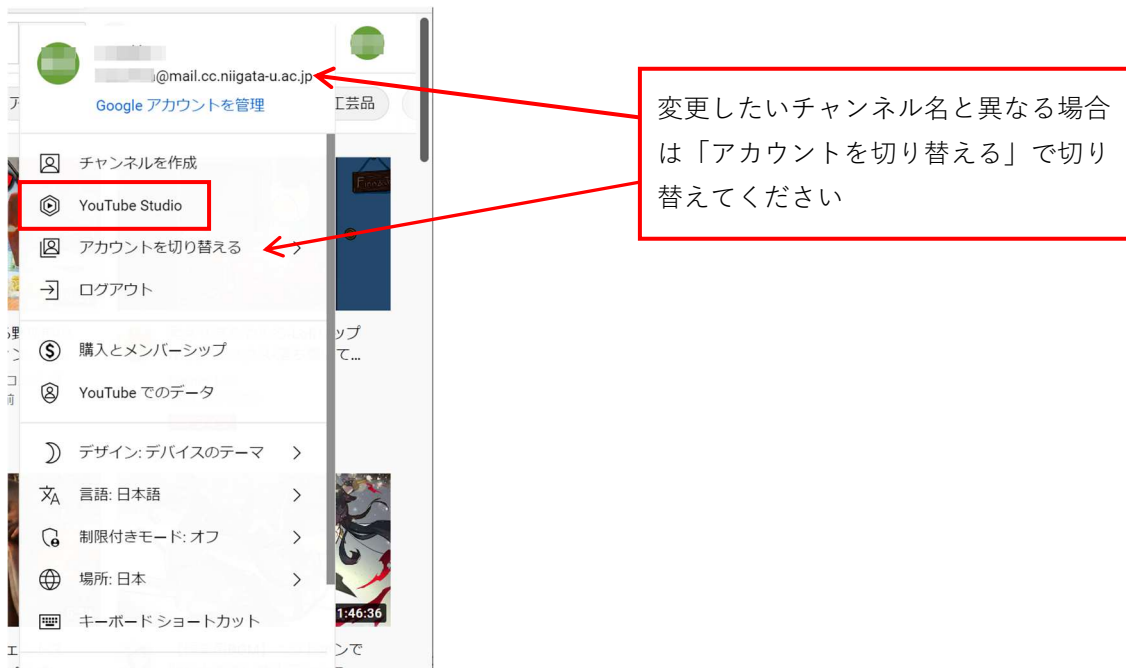 @mail.cc.niigata-u.ac.jp
Google アカウントを管理
工芸品
チャンネルを作成
YouTube Studio
アカウントを切り替える
ログアウト
購入とメンバーシップ
YouTube でのデータ
デザイン: デバイスのテーマ
言語: 日本語
制限付きモード: オフ
場所: 日本
キーボード ショートカット
ップ
て...
1:46:36
ンで
変更したいチャンネル名と異なる場合
は「アカウントを切り替える」で切り
替えてください